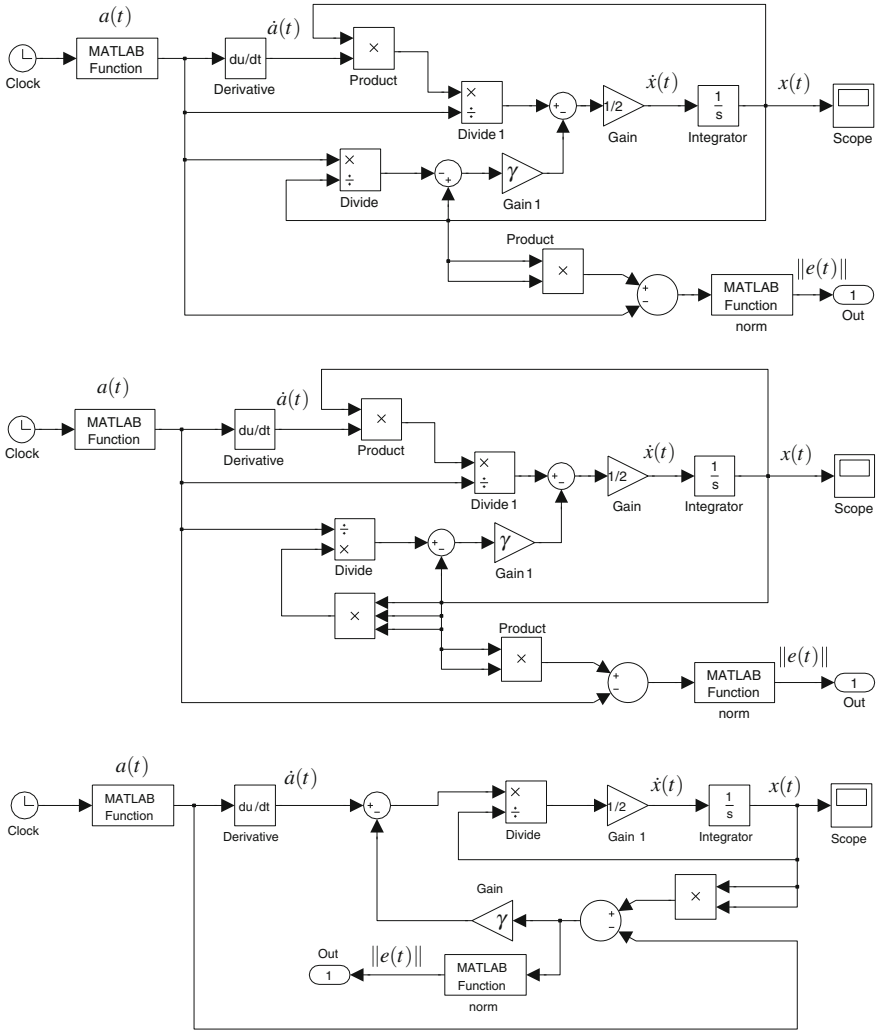 a(t)
ȧ(t)
Clock
MATLAB
Function
du/dt
Derivative
×
Product
×
÷
Divide 1
+
−
1/2
Gain
ẋ(t)
1
s
Integrator
x(t)
Scope
×
÷
Divide
−
+
γ
Gain 1
Product
×
+
−
MATLAB
Function
norm
||e(t)||
1
Out
a(t)
ȧ(t)
Clock
MATLAB
Function
du/dt
Derivative
×
Product
×
÷
Divide 1
+
−
1/2
Gain
ẋ(t)
1
s
Integrator
x(t)
Scope
÷
×
Divide
+
−
γ
Gain 1
×
Product
×
+
−
MATLAB
Function
norm
||e(t)||
1
Out
a(t)
ȧ(t)
Clock
MATLAB
Function
du/dt
Derivative
+
−
×
÷
Divide
1/2
Gain 1
ẋ(t)
1
s
Integrator
x(t)
Scope
×
Gain
γ
+
−
Out
1
||e(t)||
MATLAB
Function
norm